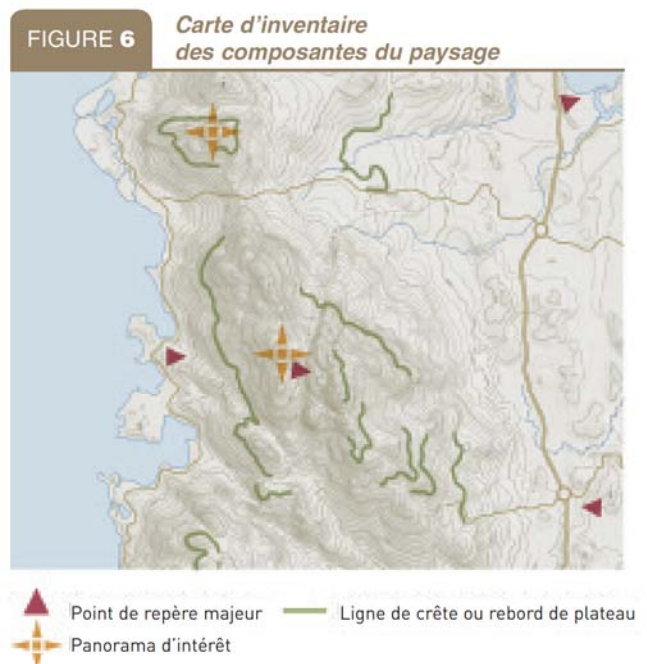 FIGURE 6
Carte d’inventaire
des composantes du paysage
Point de repère majeur
Ligne de crête ou rebord de plateau
Panorama d’intérêt